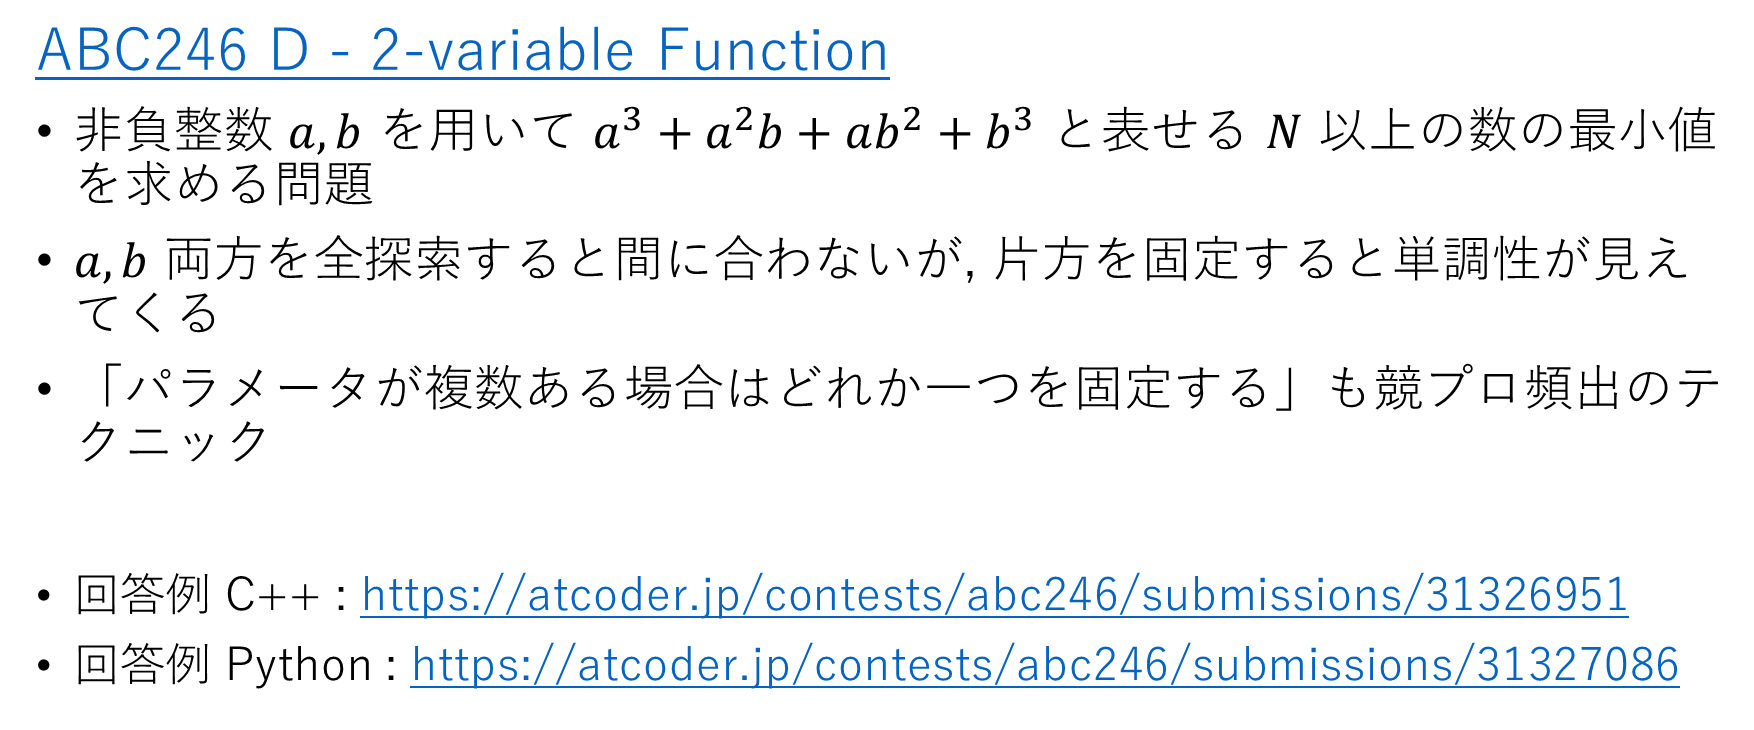 ABC246 D - 2-variable Function
• 非負整数 a, b を用いて a³ + a²b + ab² + b³ と表せる N 以上の数の最小値
を求める問題
• a, b 両方を全探索すると間に合わないが, 片方を固定すると単調性が見え
てくる
• 「パラメータが複数ある場合はどれか一つを固定する」も競プロ頻出のテ
クニック
• 回答例 C++ : https://atcoder.jp/contests/abc246/submissions/31326951
• 回答例 Python : https://atcoder.jp/contests/abc246/submissions/31327086